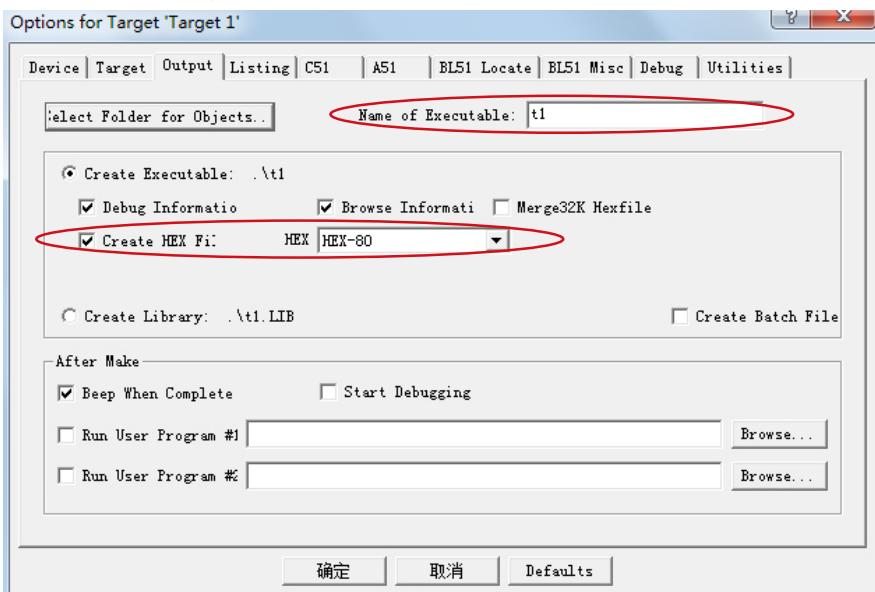 Options for Target 'Target 1'
Device Target Output Listing C51 A51 BL51 Locate BL51 Misc Debug Utilities
elect Folder for Objects.. Name of Executable: t1
Create Executable: .\t1
Debug Informatio Browse Informati Merge32K Hexfile
Create HEX Fi HEX HEX-80
Create Library: .\t1.LIB Create Batch File
After Make
Beep When Complete Start Debugging
Run User Program #1 Browse...
Run User Program #2 Browse...
确定 取消 Defaults